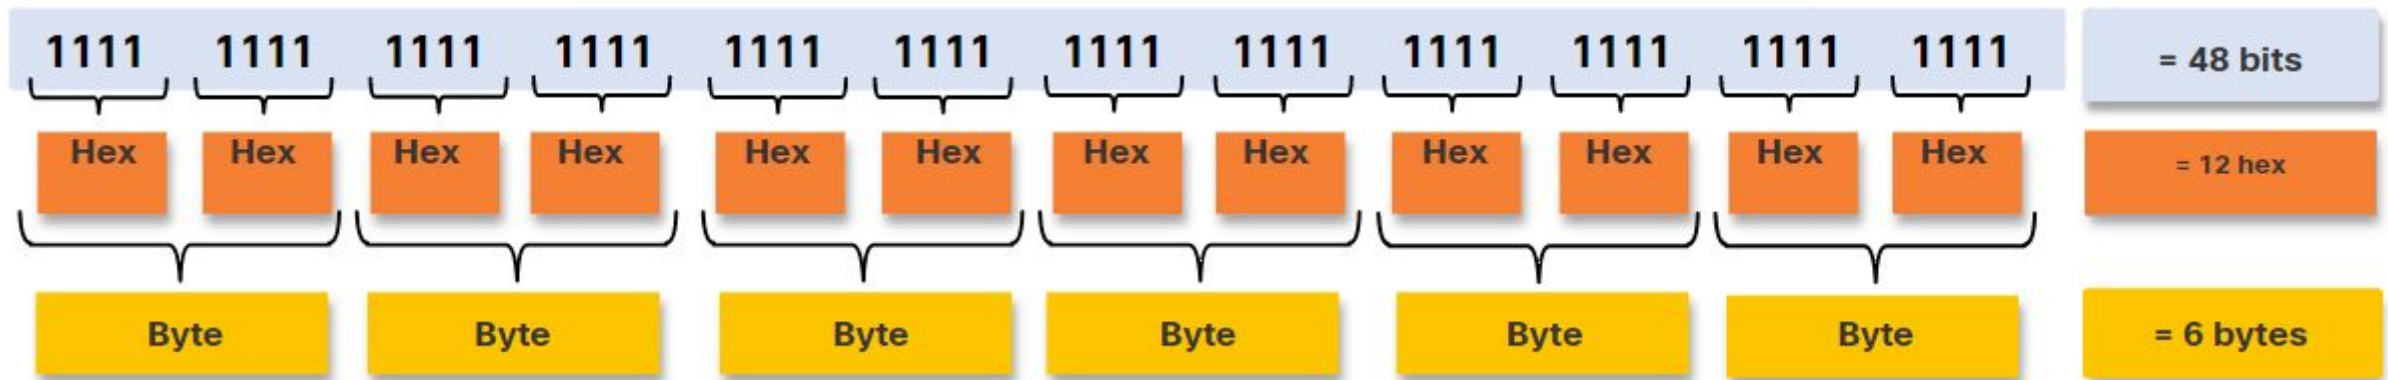 1111 1111 1111 1111 1111 1111 1111 1111 1111 1111 1111 1111 = 48 bits
Hex Hex Hex Hex Hex Hex Hex Hex Hex Hex Hex Hex = 12 hex
Byte Byte Byte Byte Byte Byte = 6 bytes